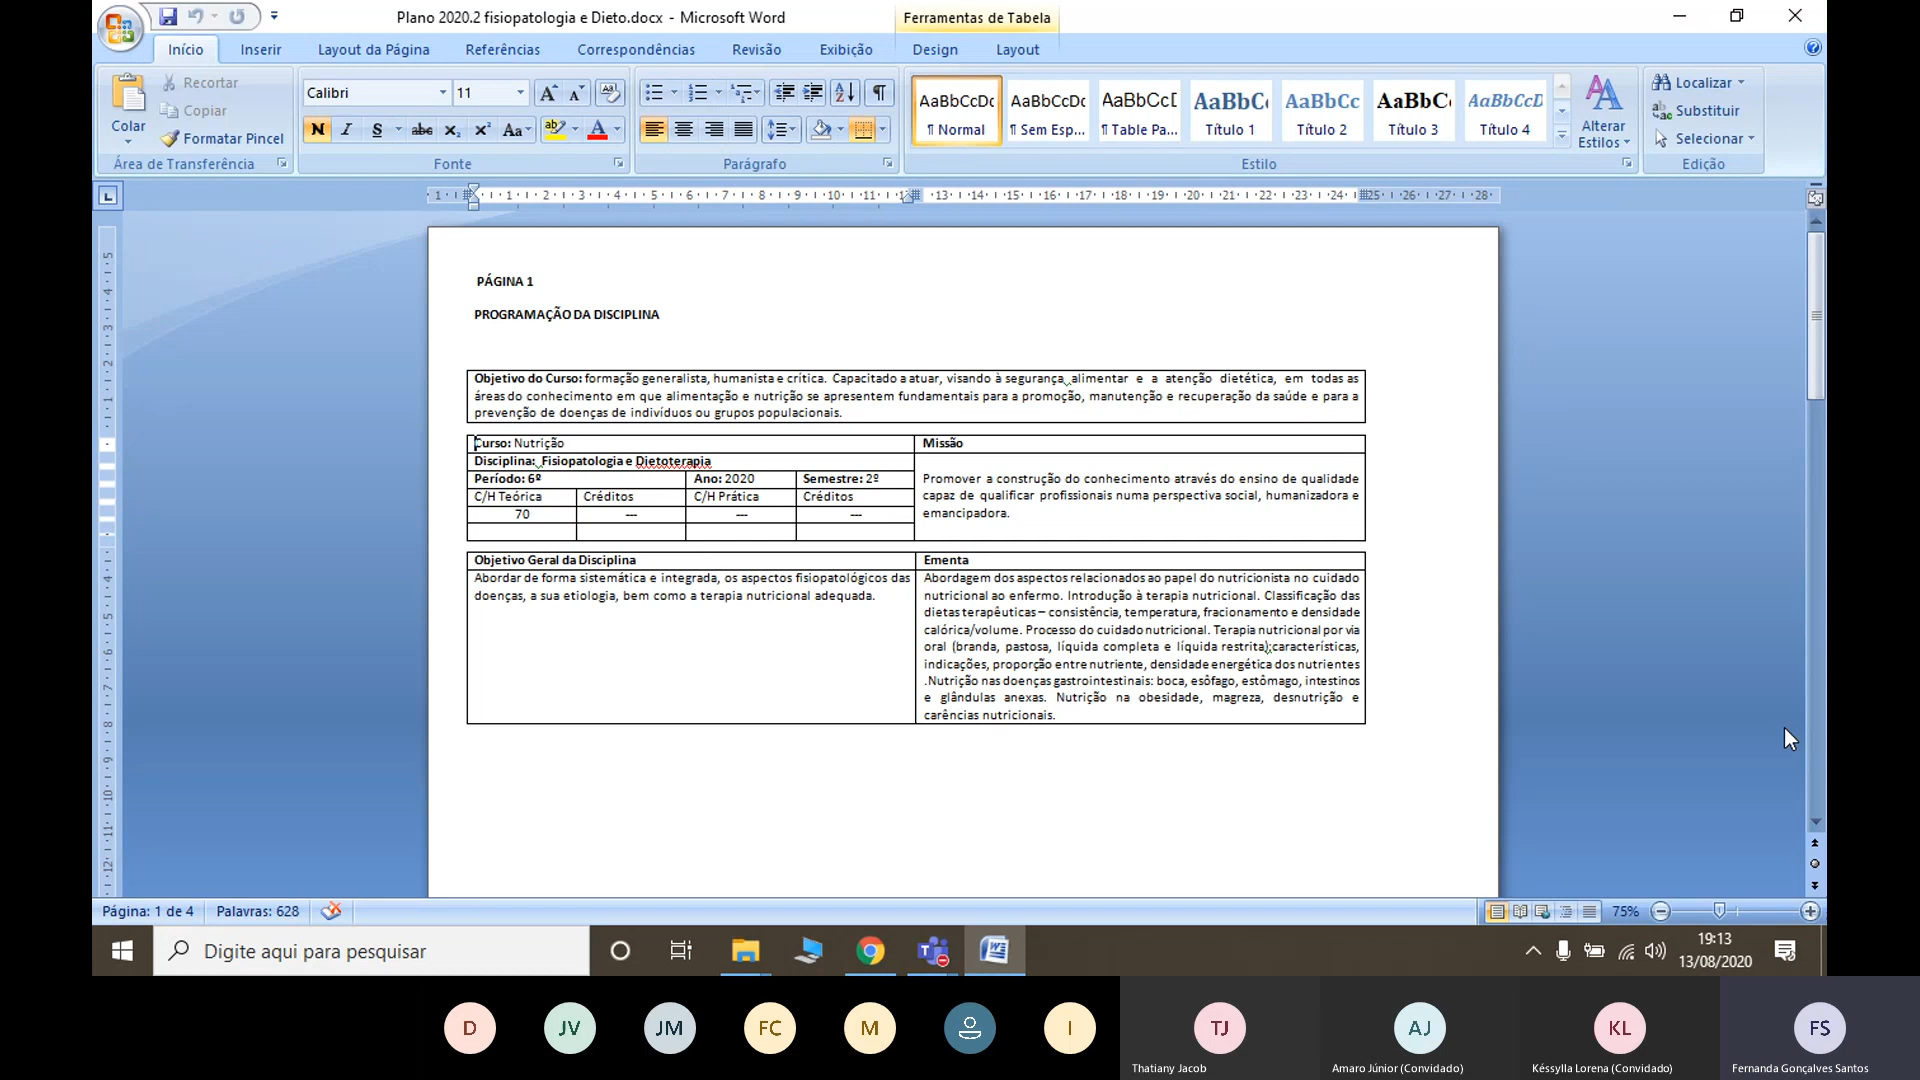 Plano 2020.2 fisiopatologia e Dieto.docx - Microsoft Word
Ferramentas de Tabela
Início Inserir Layout da Página Referências Correspondências Revisão Exibição Design Layout
Colar
Recortar
Copiar
Formatar Pincel
Área de Transferência
Calibri 11
N I S abc x₂ x² Aa
Fonte
Parágrafo
AaBbCcDc AaBbCcDc AaBbCcD AaBbC AaBbCc AaBbC AaBbCcD
¶ Normal ¶ Sem Esp... ¶ Table Pa... Título 1 Título 2 Título 3 Título 4
Alterar
Estilos
Estilo
Localizar
Substituir
Selecionar
Edição
PÁGINA 1
PROGRAMAÇÃO DA DISCIPLINA
Objetivo do Curso: formação generalista, humanista e crítica. Capacitado a atuar, visando à segurança alimentar e a atenção dietética, em todas as
áreas do conhecimento em que alimentação e nutrição se apresentem fundamentais para a promoção, manutenção e recuperação da saúde e para a
prevenção de doenças de indivíduos ou grupos populacionais.
Curso: Nutrição
Disciplina: Fisiopatologia e Dietoterapia
Período: 6º Ano: 2020 Semestre: 2º
C/H Teórica Créditos C/H Prática Créditos
70 --- --- ---
Missão
Promover a construção do conhecimento através do ensino de qualidade
capaz de qualificar profissionais numa perspectiva social, humanizadora e
emancipadora.
Objetivo Geral da Disciplina
Abordar de forma sistemática e integrada, os aspectos fisiopatológicos das
doenças, a sua etiologia, bem como a terapia nutricional adequada.
Ementa
Abordagem dos aspectos relacionados ao papel do nutricionista no cuidado
nutricional ao enfermo. Introdução à terapia nutricional. Classificação das
dietas terapêuticas – consistência, temperatura, fracionamento e densidade
calórica/volume. Processo do cuidado nutricional. Terapia nutricional por via
oral (branda, pastosa, líquida completa e líquida restrita);características,
indicações, proporção entre nutriente, densidade energética dos nutrientes
.Nutrição nas doenças gastrointestinais: boca, esôfago, estômago, intestinos
e glândulas anexas. Nutrição na obesidade, magreza, desnutrição e
carências nutricionais.
Página: 1 de 4 Palavras: 628
75%
Digite aqui para pesquisar
19:13
13/08/2020
D JV JM FC M I TJ AJ KL FS
Thatiany Jacob Amaro Júnior (Convidado) Késsylla Lorena (Convidado) Fernanda Gonçalves Santos